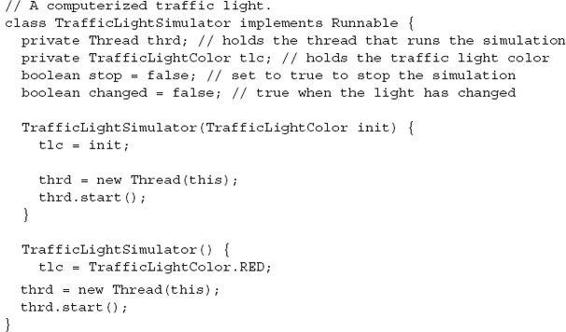 // A computerized traffic light.
class TrafficLightSimulator implements Runnable {
  private Thread thrd; // holds the thread that runs the simulation
  private TrafficLightColor tlc; // holds the traffic light color
  boolean stop = false; // set to true to stop the simulation
  boolean changed = false; // true when the light has changed

  TrafficLightSimulator(TrafficLightColor init) {
    tlc = init;

    thrd = new Thread(this);
    thrd.start();
  }

  TrafficLightSimulator() {
    tlc = TrafficLightColor.RED;
  thrd = new Thread(this);
  thrd.start();
}